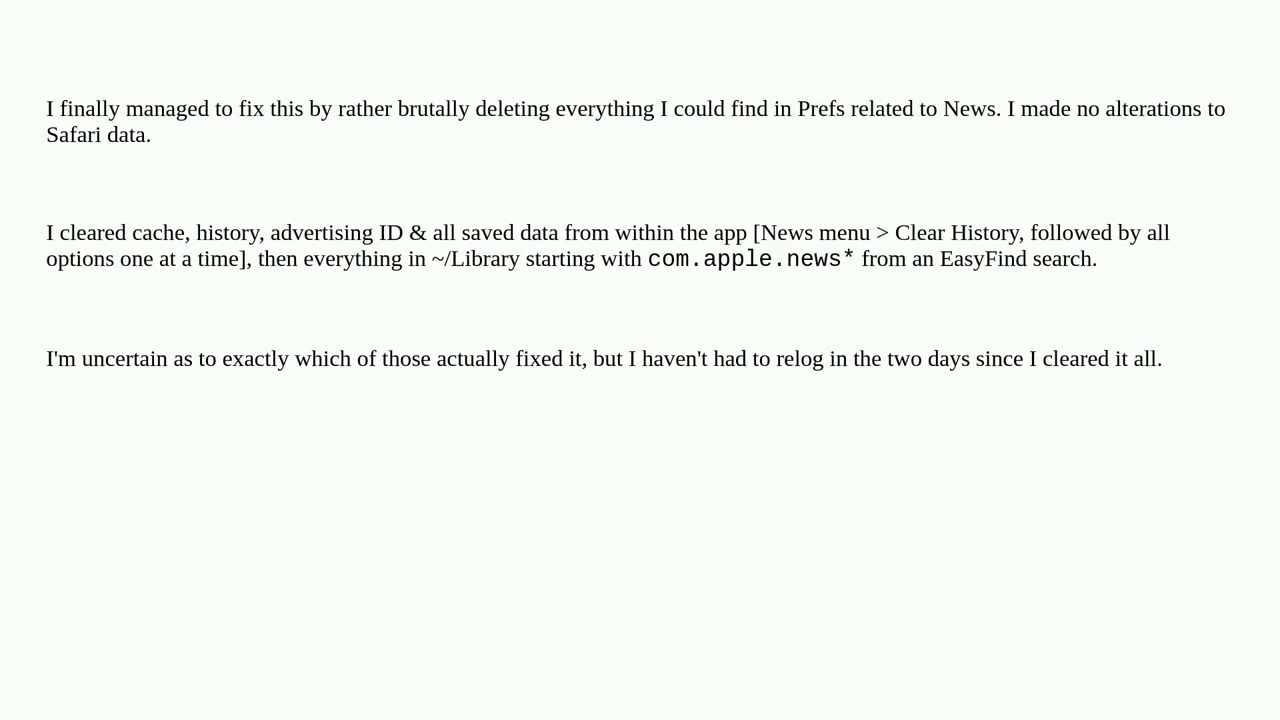 I finally managed to fix this by rather brutally deleting everything I could find in Prefs related to News. I made no alterations to
Safari data.
I cleared cache, history, advertising ID & all saved data from within the app [News menu > Clear History, followed by all
options one at a time], then everything in ~/Library starting with com.apple.news* from an EasyFind search.
I'm uncertain as to exactly which of those actually fixed it, but I haven't had to relog in the two days since I cleared it all.